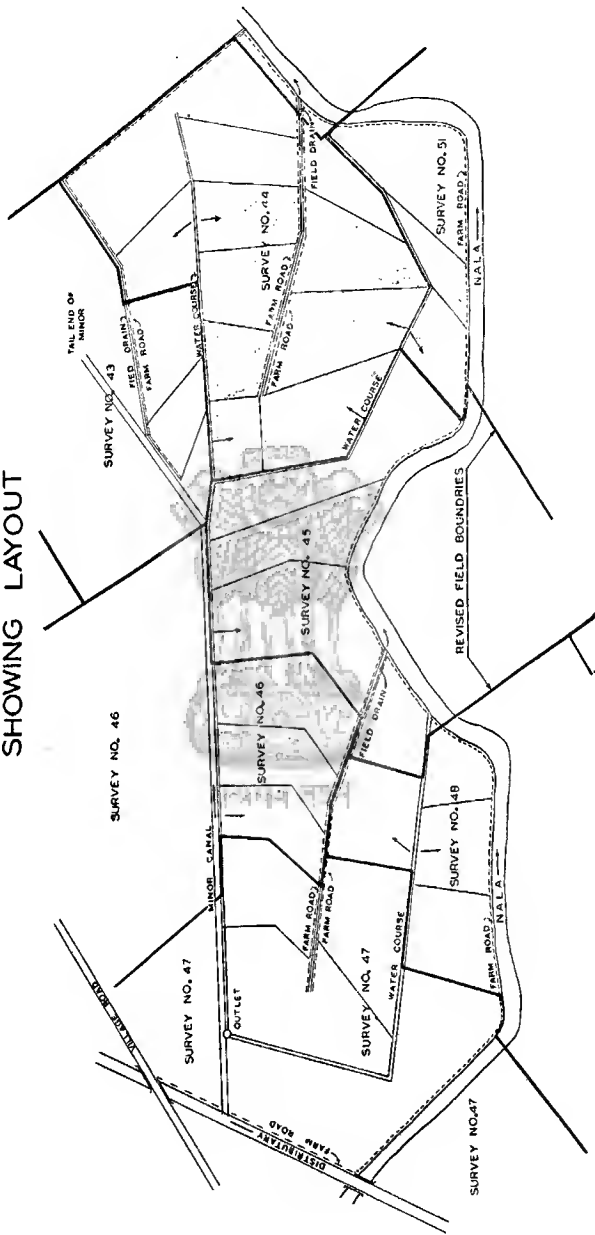 SHOWING LAYOUT
VILLAGE ROAD
SURVEY NO. 47
DISTRIBUTARY
FARM ROAD
OUTLET
MINOR CANAL
SURVEY NO. 46
SURVEY NO. 43
TAIL END OF
MINOR
FIED DRAIN
FARM ROAD
WATER COURSE
SURVEY NO. 44
FARM ROAD
FARM ROAD
FIELD DRAIN
WATER COURSE
SURVEY NO. 45
SURVEY NO. 46
FIELD DRAIN
FARM ROAD
FARM ROAD
SURVEY NO. 47
WATER COURSE
SURVEY NO. 48
FARM ROAD
NALA
SURVEY NO.47
REVISED FIELD BOUNDRIES
SURVEY NO. 51
FARM ROAD
NALA